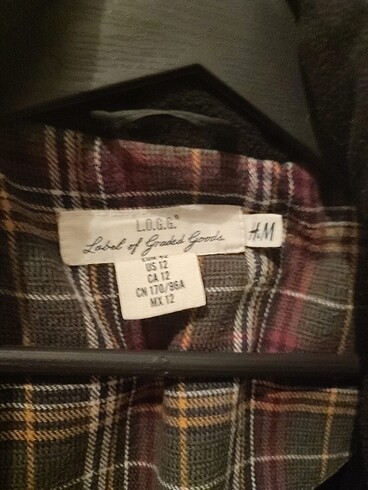 L.O.G.G.®
Label of Graded Goods
H&M
US 12
CA 12
CN 170/96A
MX 12